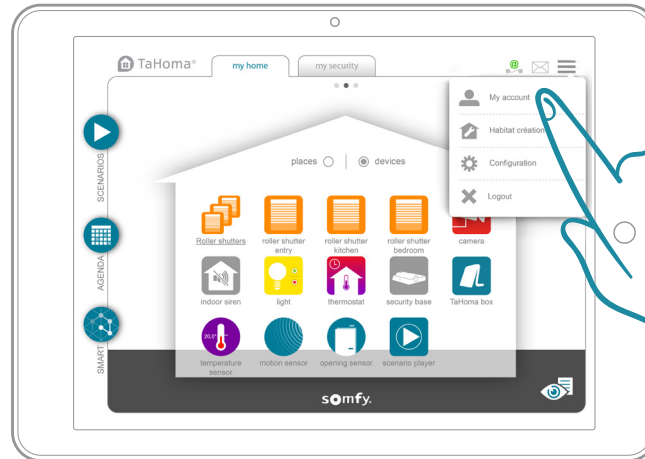 TaHoma®
my home
my security
@
My account
Habitat création
Configuration
Logout
SCENARIOS
AGENDA
SMART
places
devices
Roller shutters
roller shutter
entry
roller shutter
kitchen
roller shutter
bedroom
camera
indoor siren
light
thermostat
security base
TaHoma box
20,0°
temperature
sensor
motion sensor
opening sensor
scenario player
somfy.